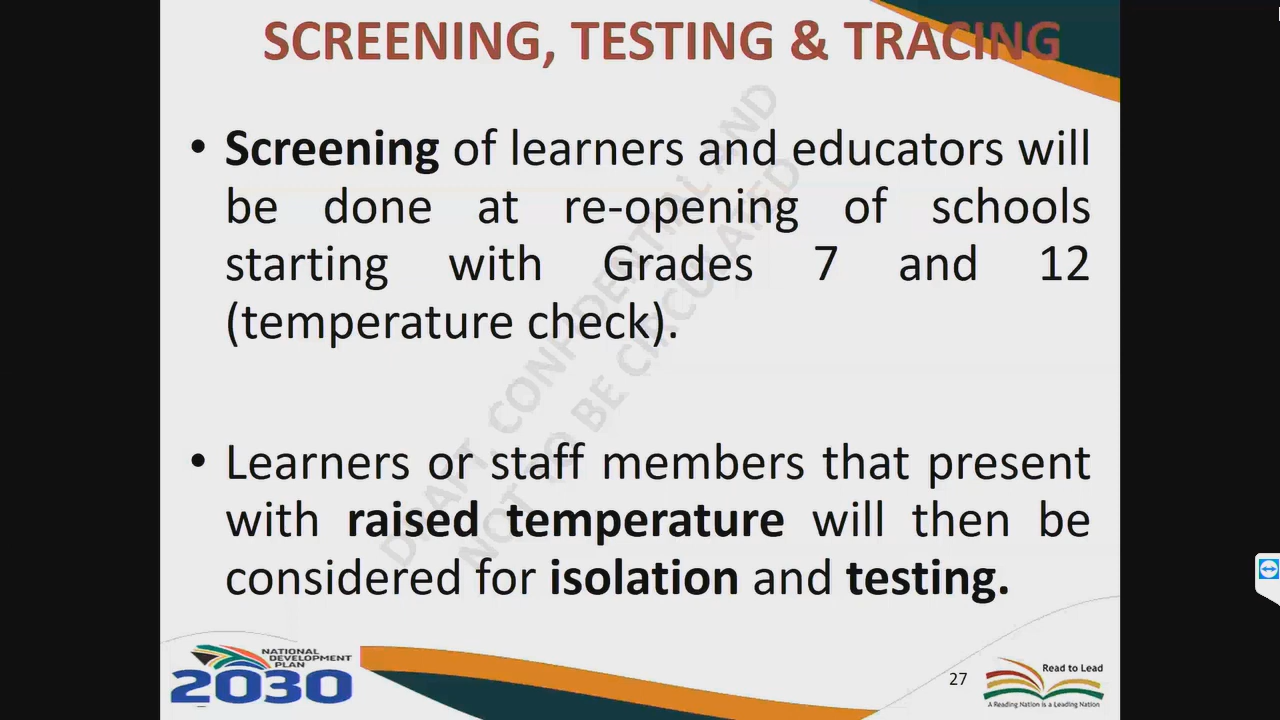 SCREENING, TESTING & TRACING
• Screening of learners and educators will
be done at re-opening of schools
starting with Grades 7 and 12
(temperature check).
• Learners or staff members that present
with raised temperature will then be
considered for isolation and testing.
DRAFT, CONFIDENTIAL AND
NOT TO BE CIRCULATED
NATIONAL
DEVELOPMENT
PLAN
2030
27
Read to Lead
A Reading Nation is a Leading Nation